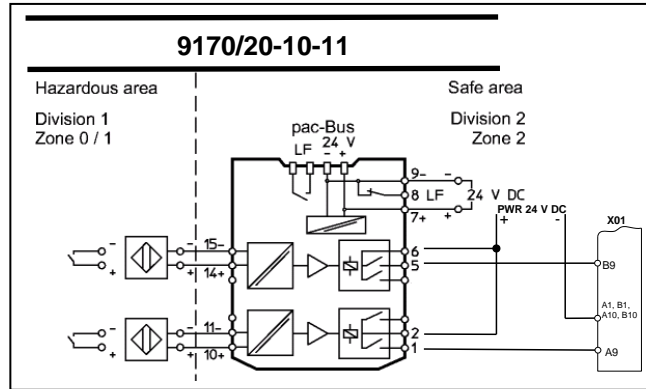 9170/20-10-11
Hazardous area
Safe area
Division 1
Zone 0 / 1
Division 2
Zone 2
pac-Bus
LF 24 V
- +
9- -
8 LF 24 V DC
7+ +
PWR 24 V DC
+ -
X01
- 15-
+ 14+
6
5
B9
A1, B1,
A10, B10
- 11-
+ 10+
2
1
A9